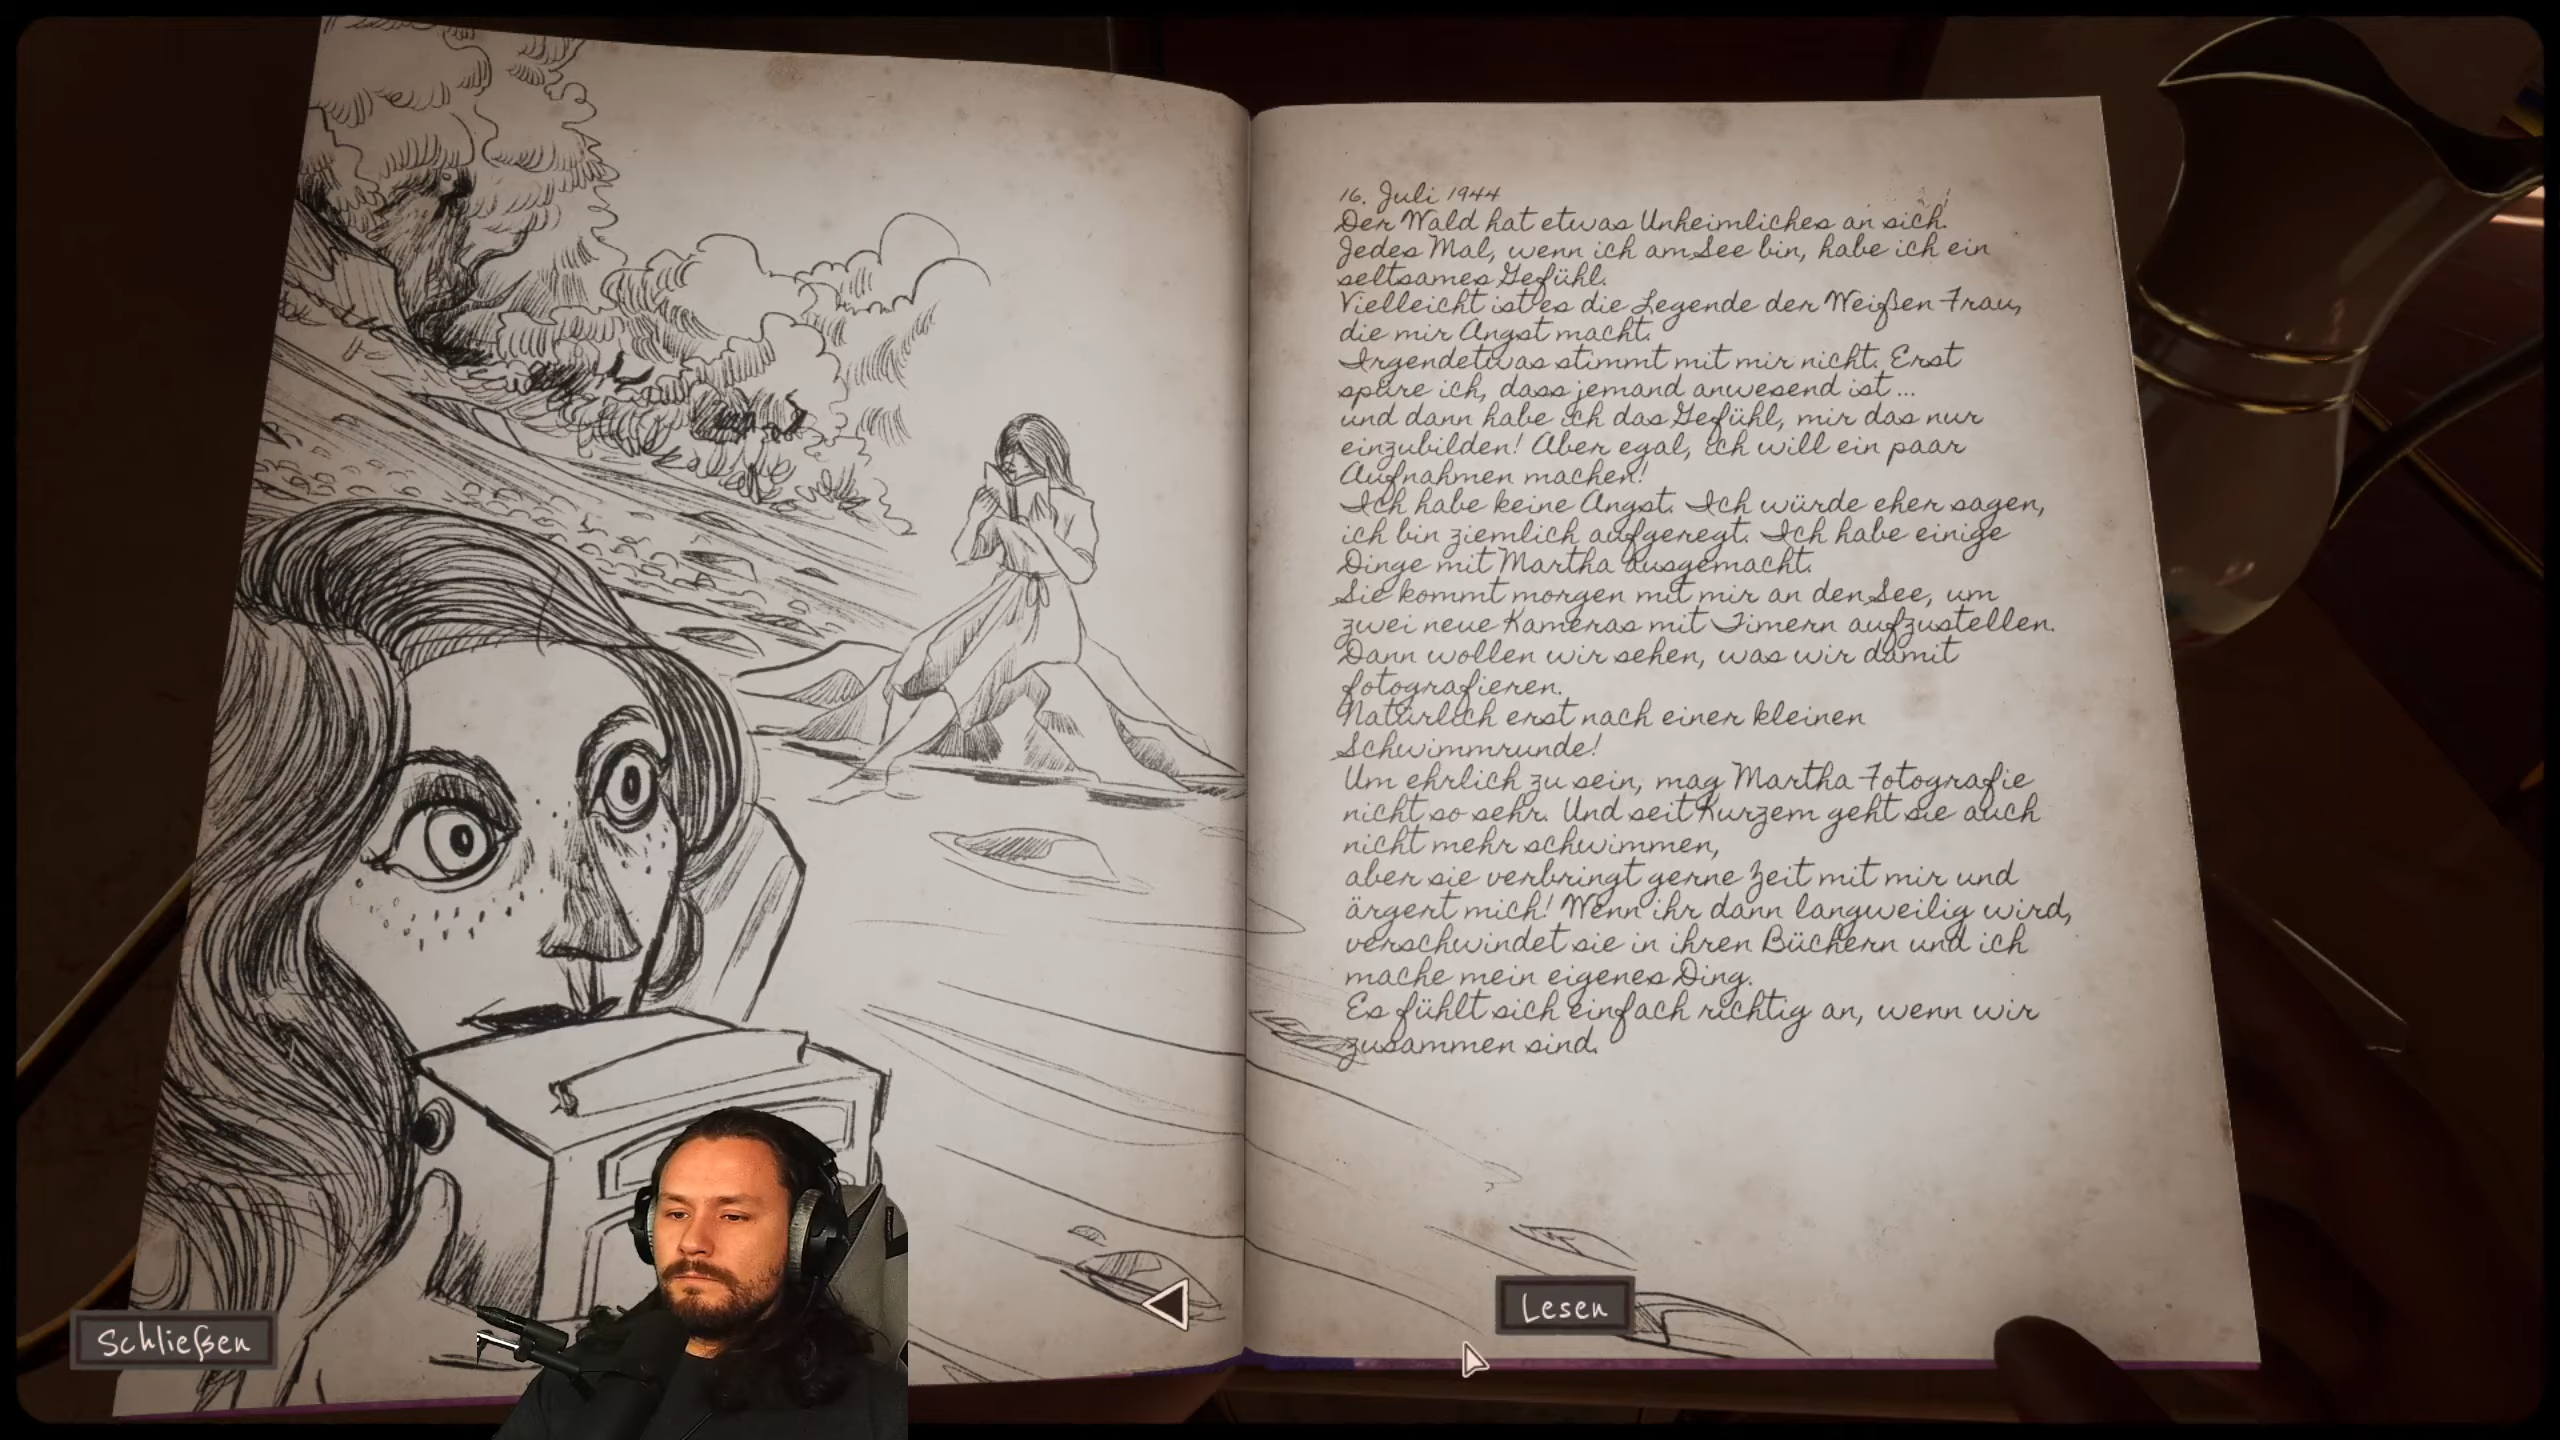 16. Juli 1944
Der Wald hat etwas Unheimliches an sich.
Jedes Mal, wenn ich am See bin, habe ich ein
seltsames Gefühl.
Vielleicht ist es die Legende der Weißen Frau,
die mir Angst macht.
Irgendetwas stimmt mit mir nicht. Erst
spüre ich, dass jemand anwesend ist ...
und dann habe ich das Gefühl, mir das nur
einzubilden! Aber egal, ich will ein paar
Aufnahmen machen!
Ich habe keine Angst. Ich würde eher sagen,
ich bin ziemlich aufgeregt. Ich habe einige
Dinge mit Martha ausgemacht.
Sie kommt morgen mit mir an den See, um
zwei neue Kameras mit Timern aufzustellen.
Dann wollen wir sehen, was wir damit
fotografieren.
Natürlich erst nach einer kleinen
Schwimmrunde!
Um ehrlich zu sein, mag Martha Fotografie
nicht so sehr. Und seit Kurzem geht sie auch
nicht mehr schwimmen,
aber sie verbringt gerne Zeit mit mir und
ärgert mich! Wenn ihr dann langweilig wird,
verschwindet sie in ihren Büchern und ich
mache mein eigenes Ding.
Es fühlt sich einfach richtig an, wenn wir
zusammen sind.
Lesen
Schließen